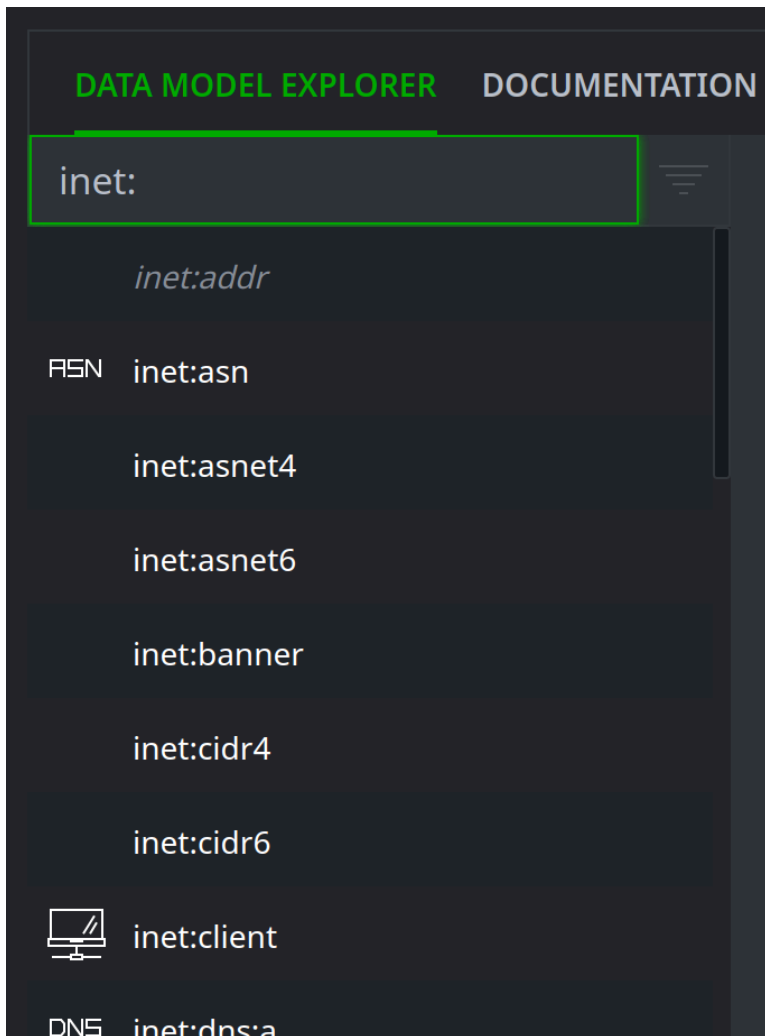 DATA MODEL EXPLORER DOCUMENTATION
inet:
inet:addr
ASN inet:asn
inet:asnet4
inet:asnet6
inet:banner
inet:cidr4
inet:cidr6
inet:client
DNS inet:dns:a